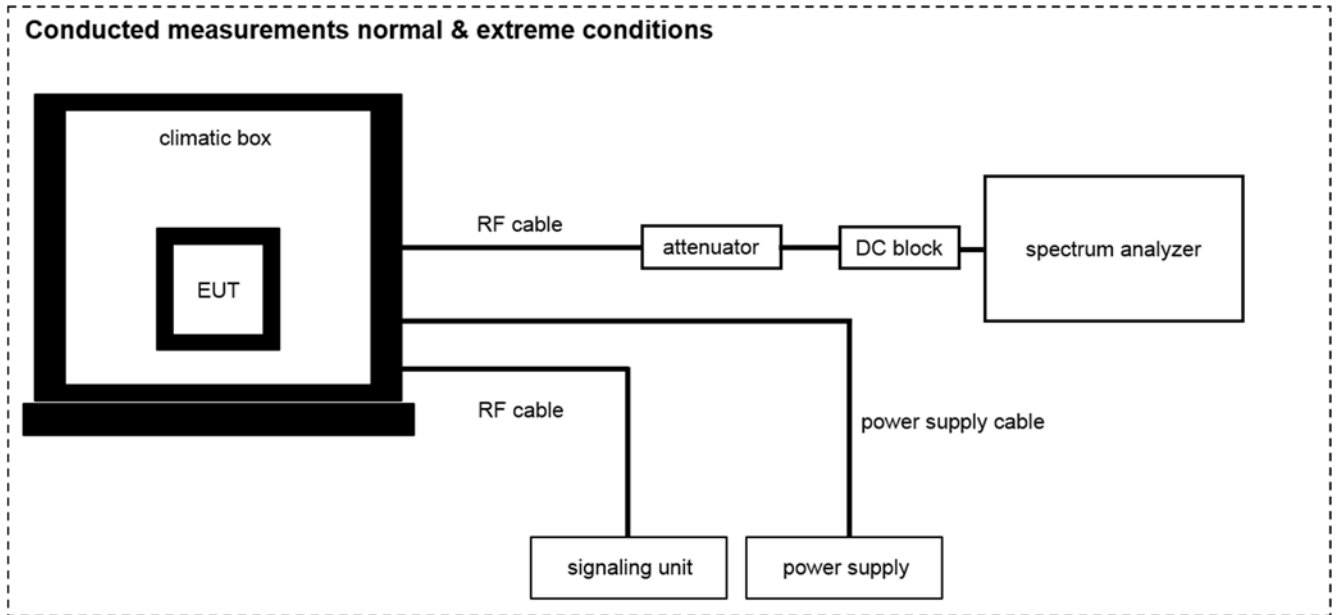 Conducted measurements normal & extreme conditions
climatic box
RF cable
attenuator
DC block
spectrum analyzer
EUT
RF cable
power supply cable
signaling unit
power supply